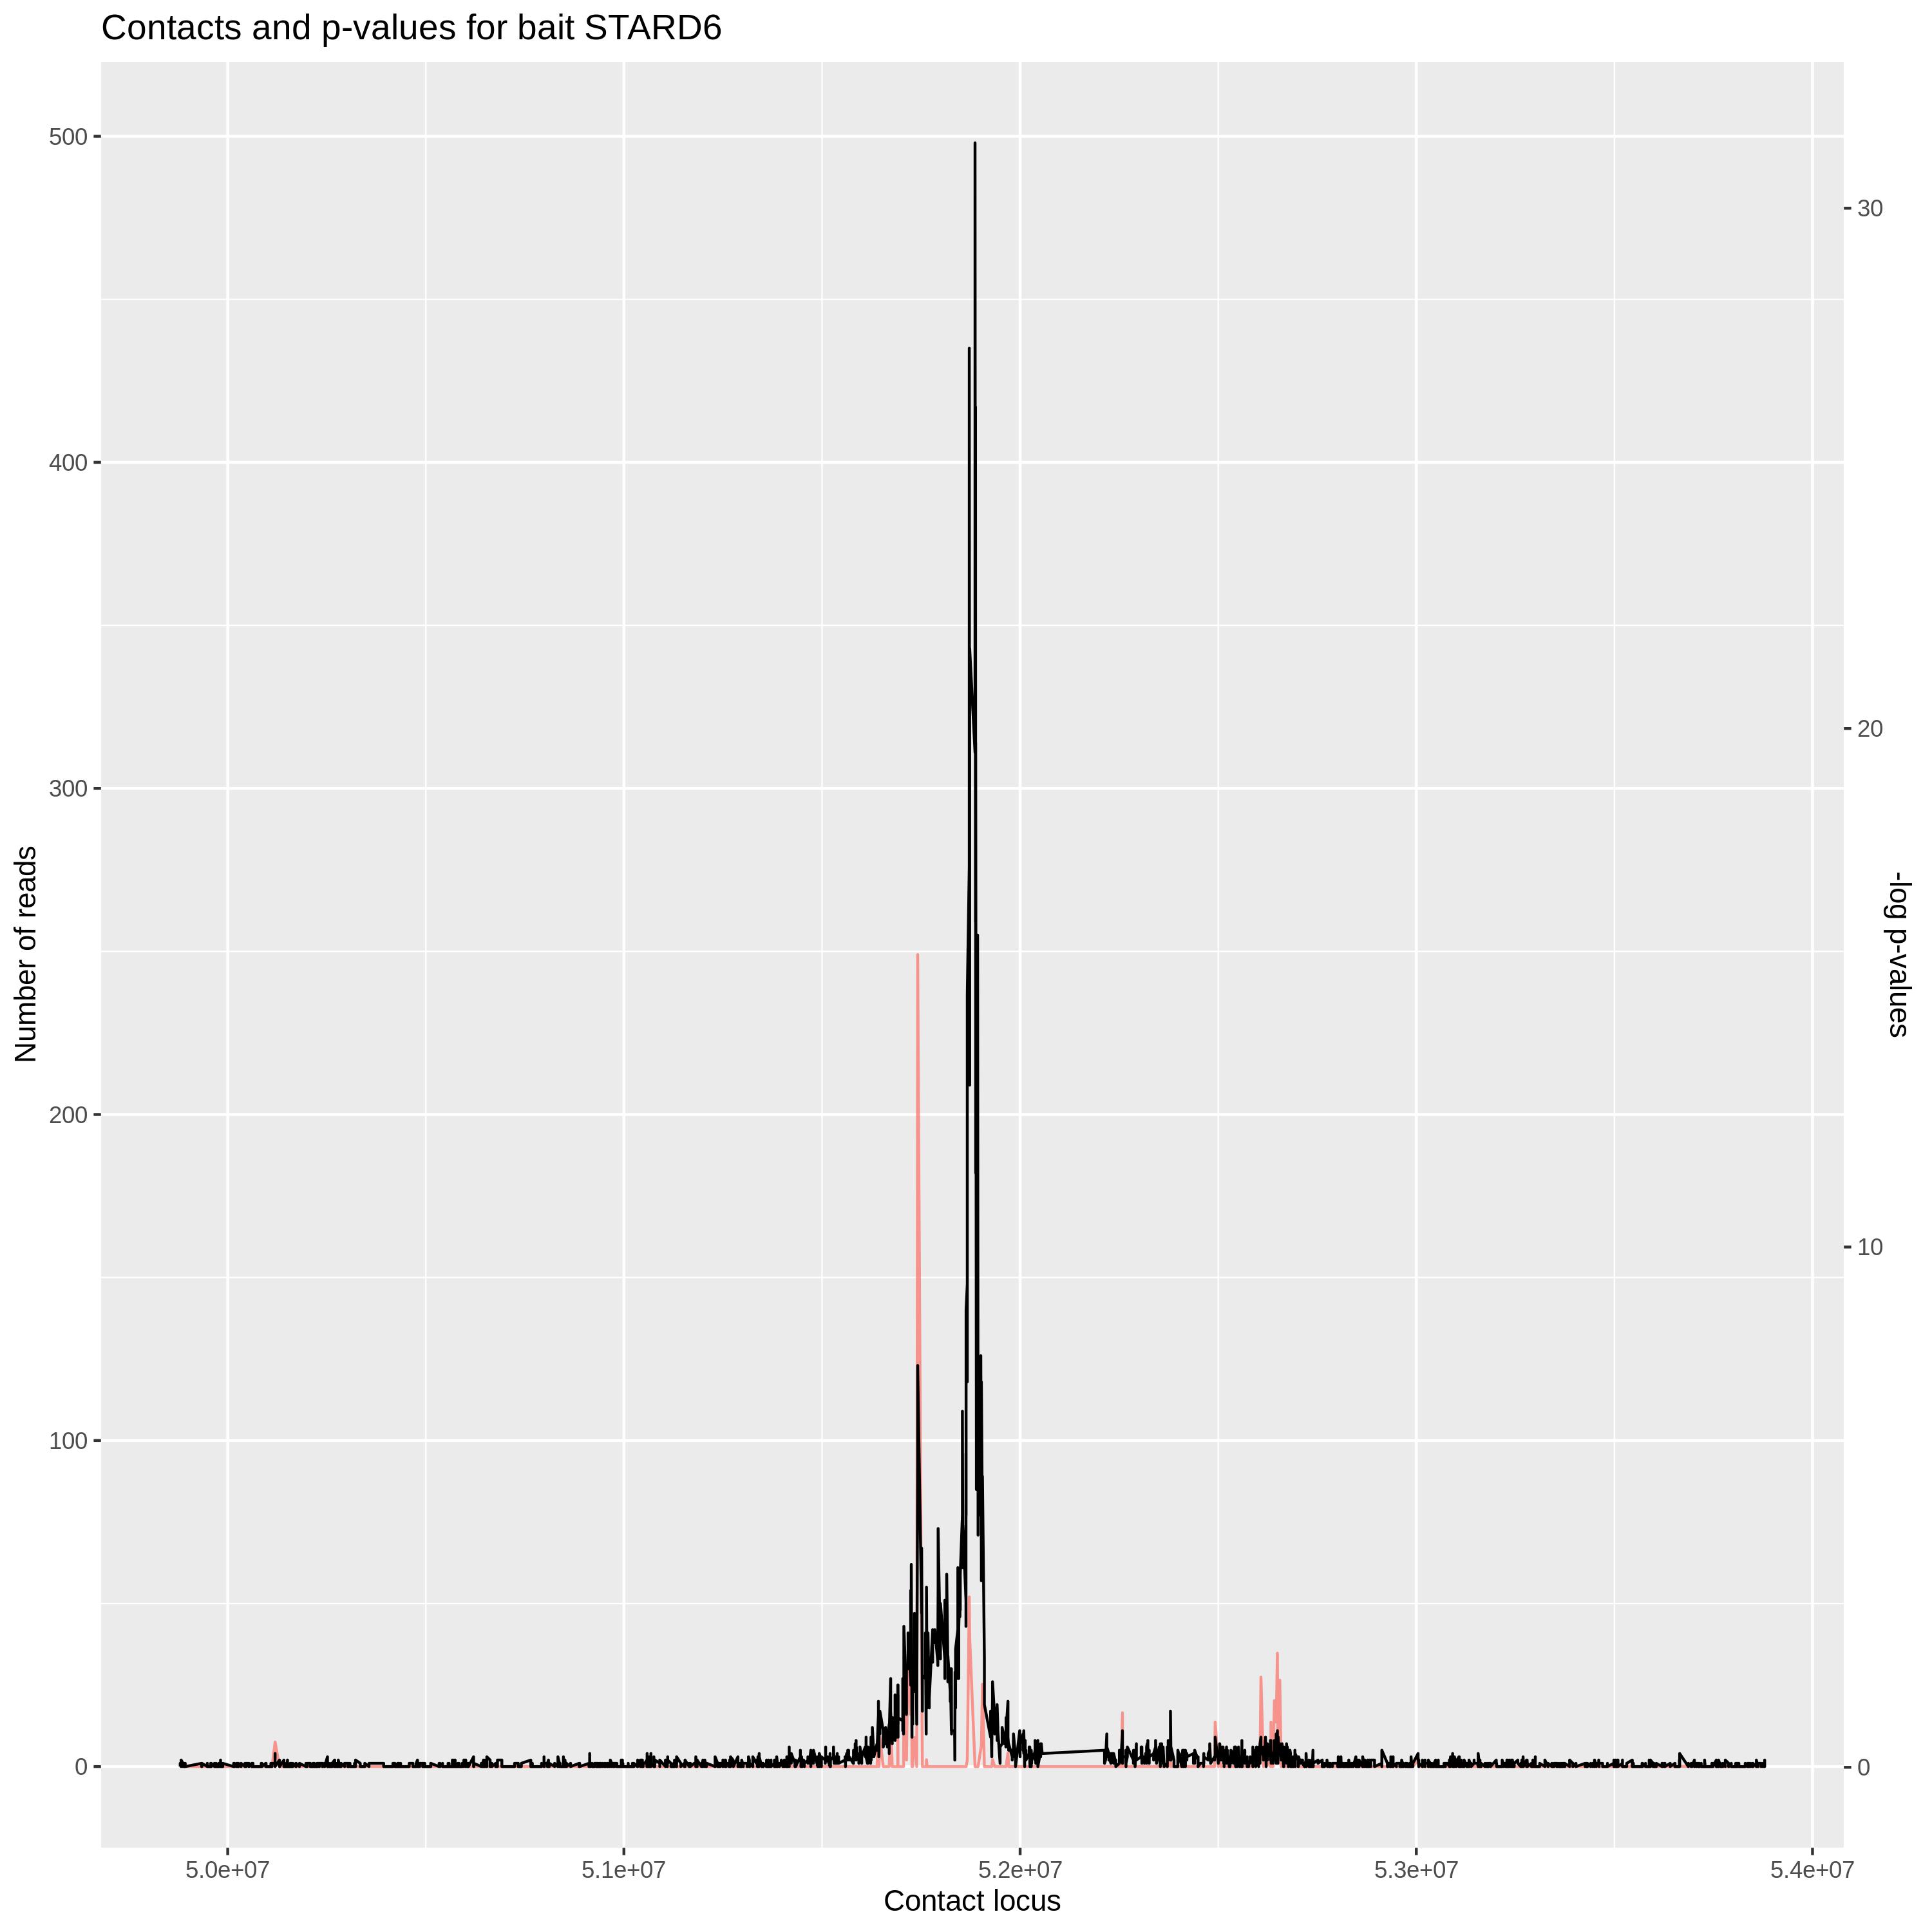 Contacts and p-values for bait STARD6
500
400
300
200
100
0
Number of reads
30
20
10
0
-log p-values
5.0e+07
5.1e+07
5.2e+07
5.3e+07
5.4e+07
Contact locus